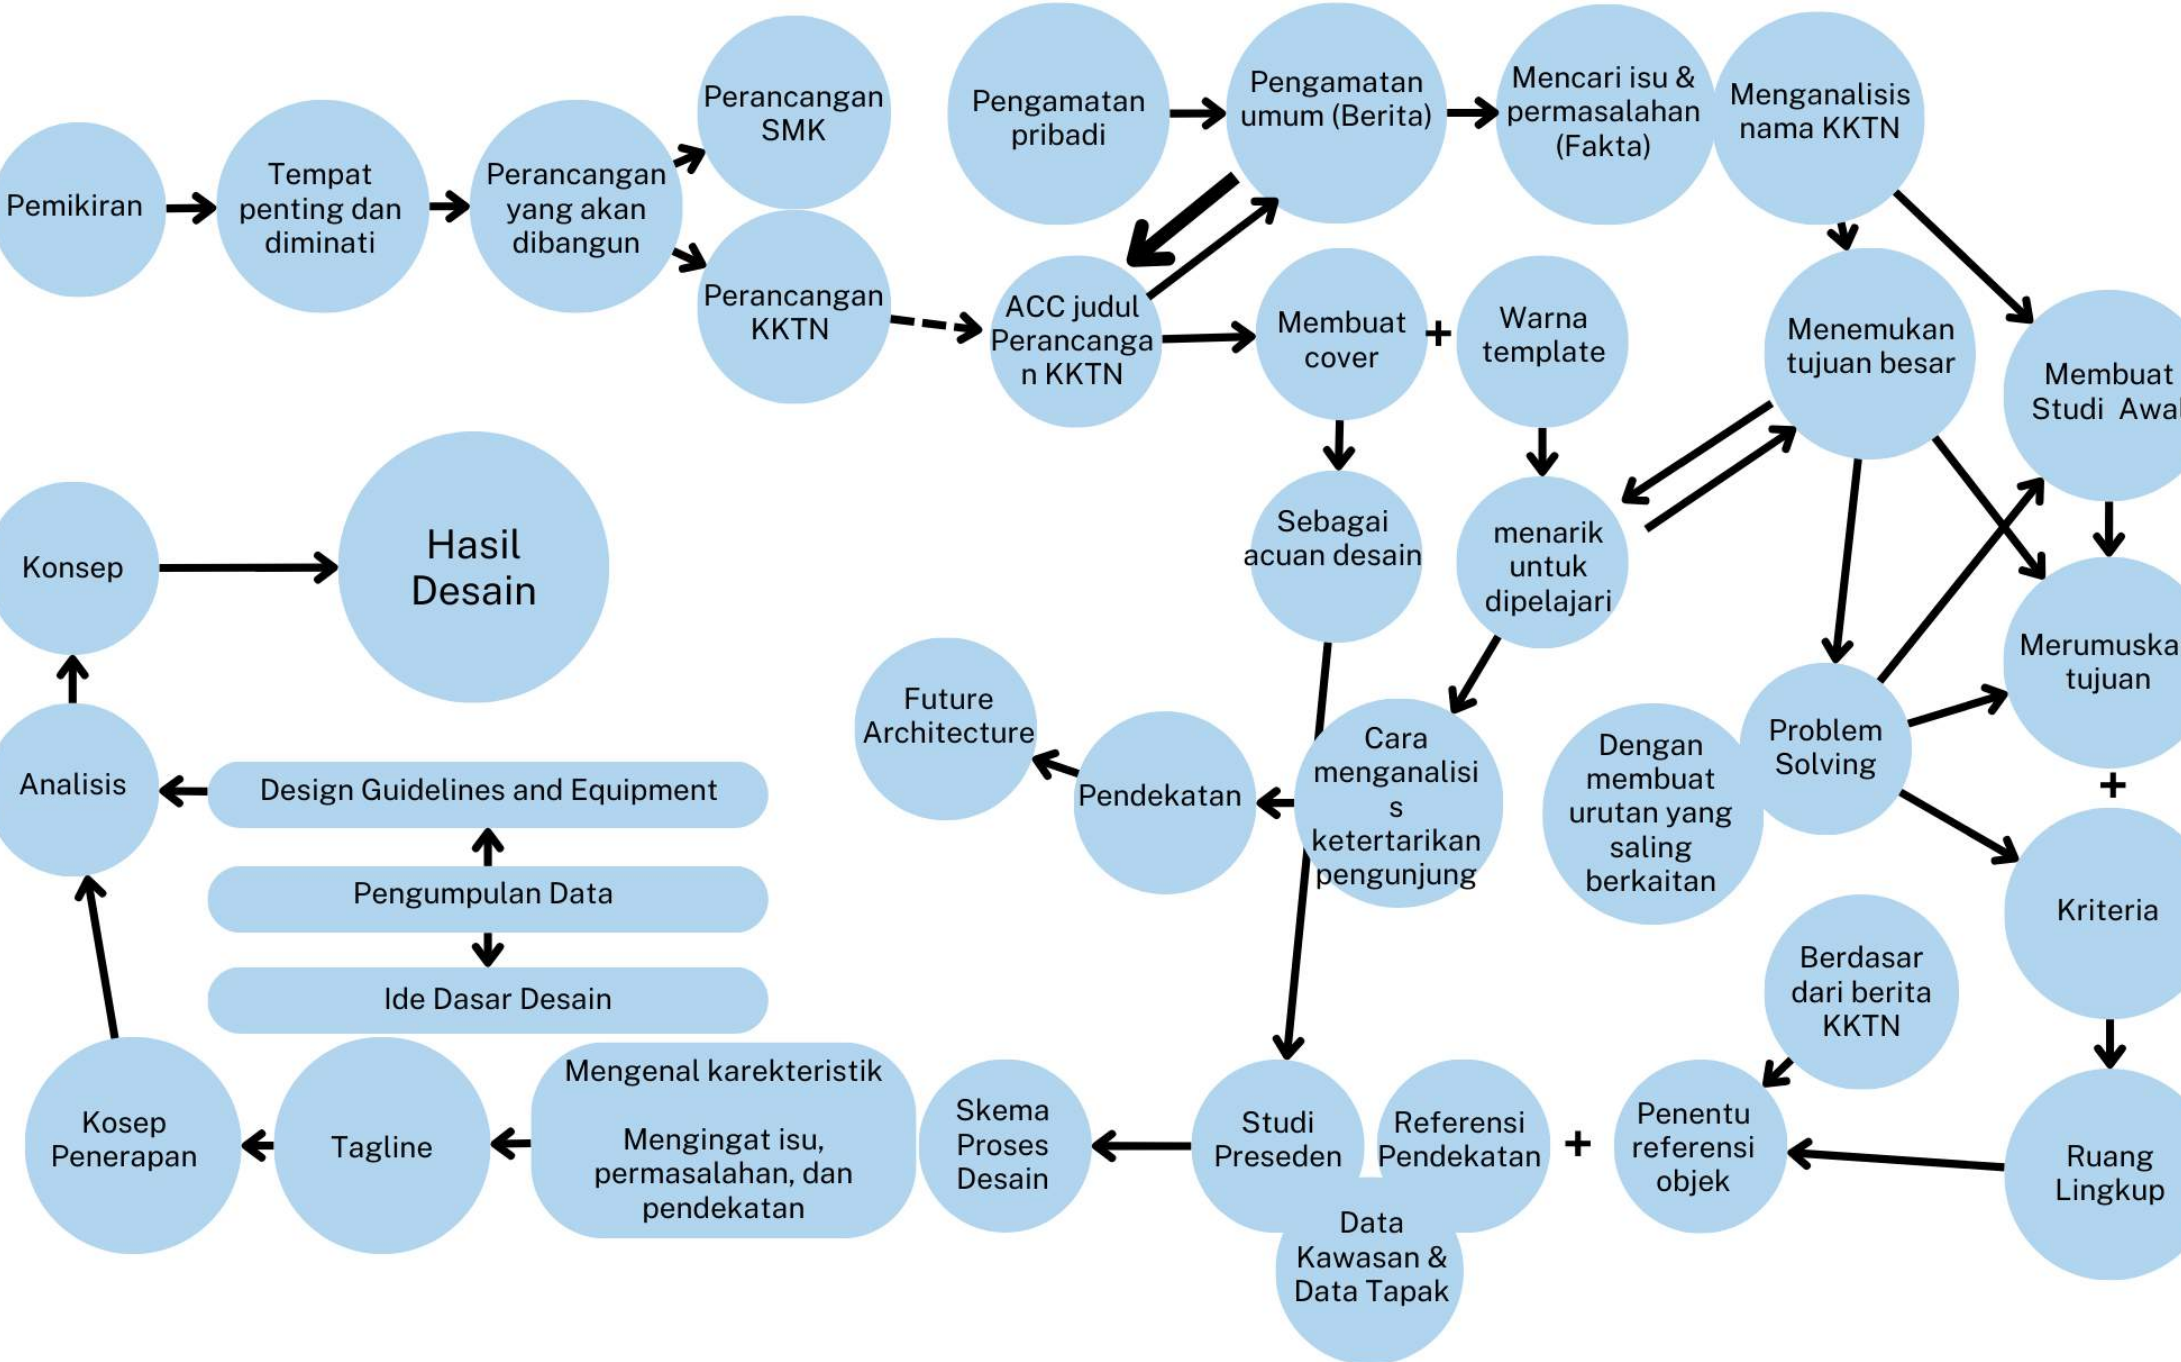 Pemikiran
Tempat
penting dan
diminati
Perancangan
yang akan
dibangun
Perancangan
SMK
Perancangan
KKTN
Pengamatan
pribadi
Pengamatan
umum (Berita)
Mencari isu &
permasalahan
(Fakta)
Menganalisis
nama KKTN
ACC judul
Perancanga
n KKTN
Membuat
cover
+
Warna
template
Menemukan
tujuan besar
Membuat
Studi Awal
Sebagai
acuan desain
menarik
untuk
dipelajari
Merumuska
tujuan
+
Problem
Solving
Dengan
membuat
urutan yang
saling
berkaitan
Kriteria
Cara
menganalisi
s
ketertarikan
pengunjung
Pendekatan
Future
Architecture
Berdasar
dari berita
KKTN
Ruang
Lingkup
Penentu
referensi
objek
+
Referensi
Pendekatan
Studi
Preseden
Data
Kawasan &
Data Tapak
Skema
Proses
Desain
Mengenal karekteristik
Mengingat isu,
permasalahan, dan
pendekatan
Tagline
Kosep
Penerapan
Design Guidelines and Equipment
Pengumpulan Data
Ide Dasar Desain
Analisis
Konsep
Hasil
Desain